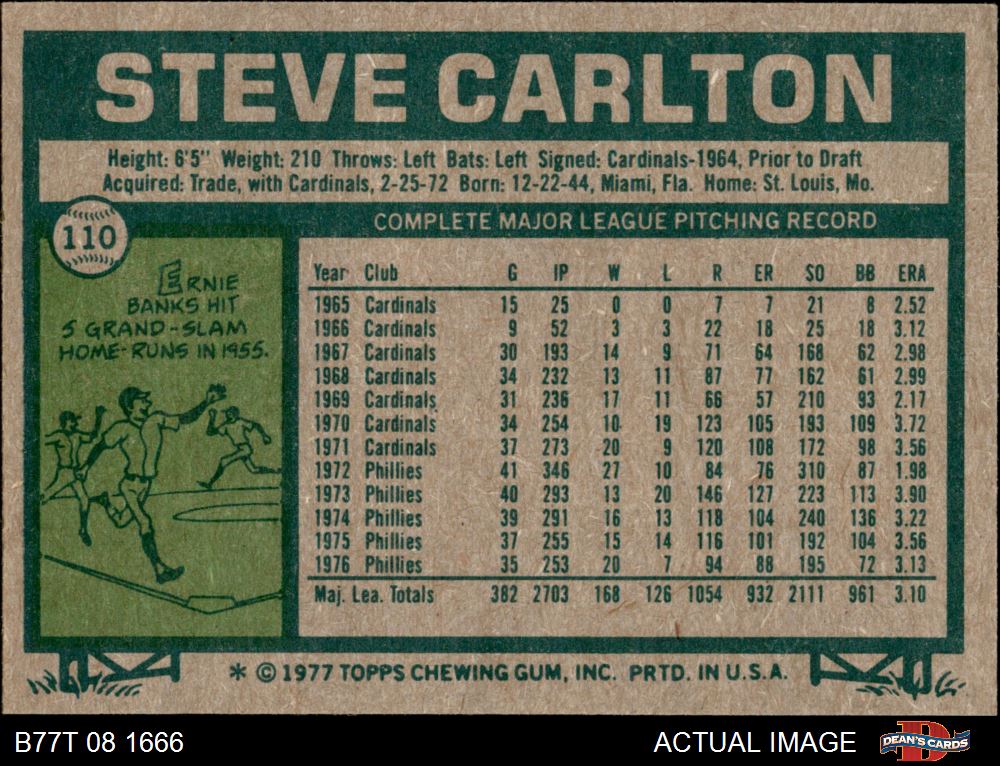 STEVE CARLTON
Height: 6'5" Weight: 210 Throws: Left Bats: Left Signed: Cardinals-1964, Prior to Draft
Acquired: Trade, with Cardinals, 2-25-72 Born: 12-22-44, Miami, Fla. Home: St. Louis, Mo.
110
ERNIE
BANKS HIT
5 GRAND-SLAM
HOME-RUNS IN 1955.
COMPLETE MAJOR LEAGUE PITCHING RECORD
Year Club G IP W L R ER SO BB ERA
1965 Cardinals 15 25 0 0 7 7 21 8 2.52
1966 Cardinals 9 52 3 3 22 18 25 18 3.12
1967 Cardinals 30 193 14 9 71 64 168 62 2.98
1968 Cardinals 34 232 13 11 87 77 162 61 2.99
1969 Cardinals 31 236 17 11 66 57 210 93 2.17
1970 Cardinals 34 254 10 19 123 105 193 109 3.72
1971 Cardinals 37 273 20 9 120 108 172 98 3.56
1972 Phillies 41 346 27 10 84 76 310 87 1.98
1973 Phillies 40 293 13 20 146 127 223 113 3.90
1974 Phillies 39 291 16 13 118 104 240 136 3.22
1975 Phillies 37 255 15 14 116 101 192 104 3.56
1976 Phillies 35 253 20 7 94 88 195 72 3.13
Maj. Lea. Totals 382 2703 168 126 1054 932 2111 961 3.10
* © 1977 TOPPS CHEWING GUM, INC. PRTD. IN U.S.A.
B77T 08 1666
ACTUAL IMAGE
D
DEAN'S CARDS